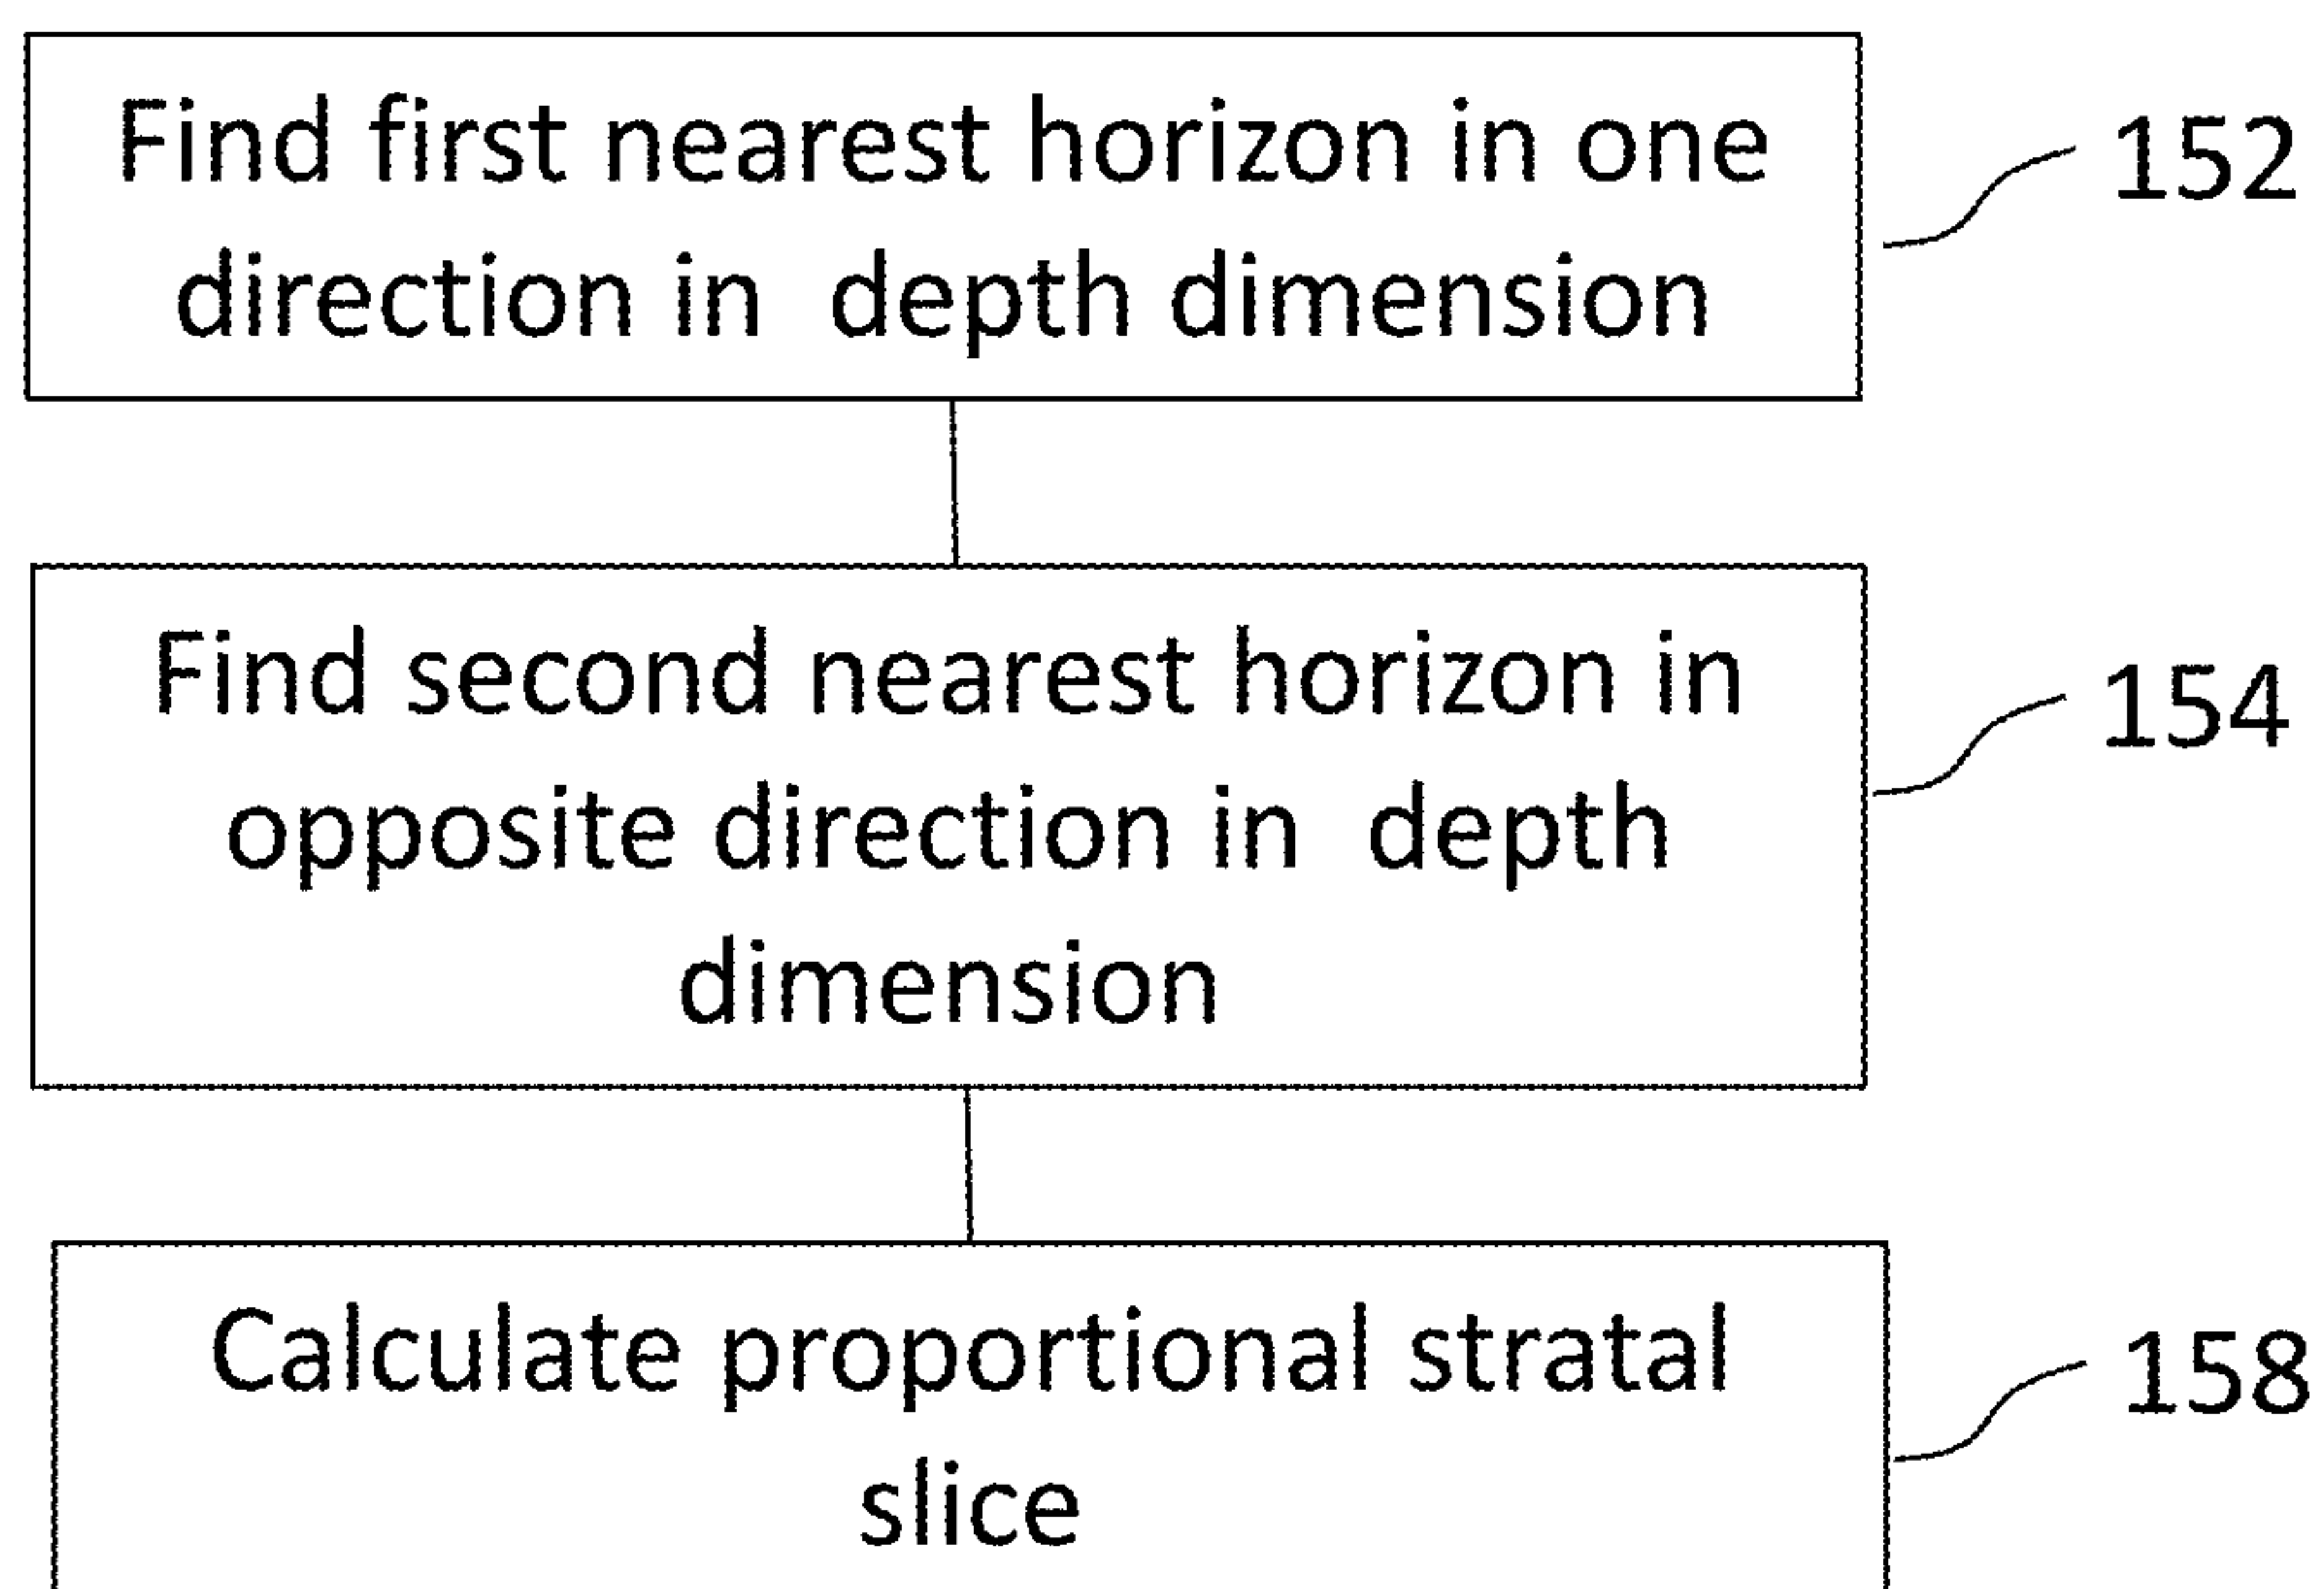 Find first nearest horizon in one
direction in depth dimension
152
Find second nearest horizon in
opposite direction in depth
dimension
154
Calculate proportional stratal
slice
158